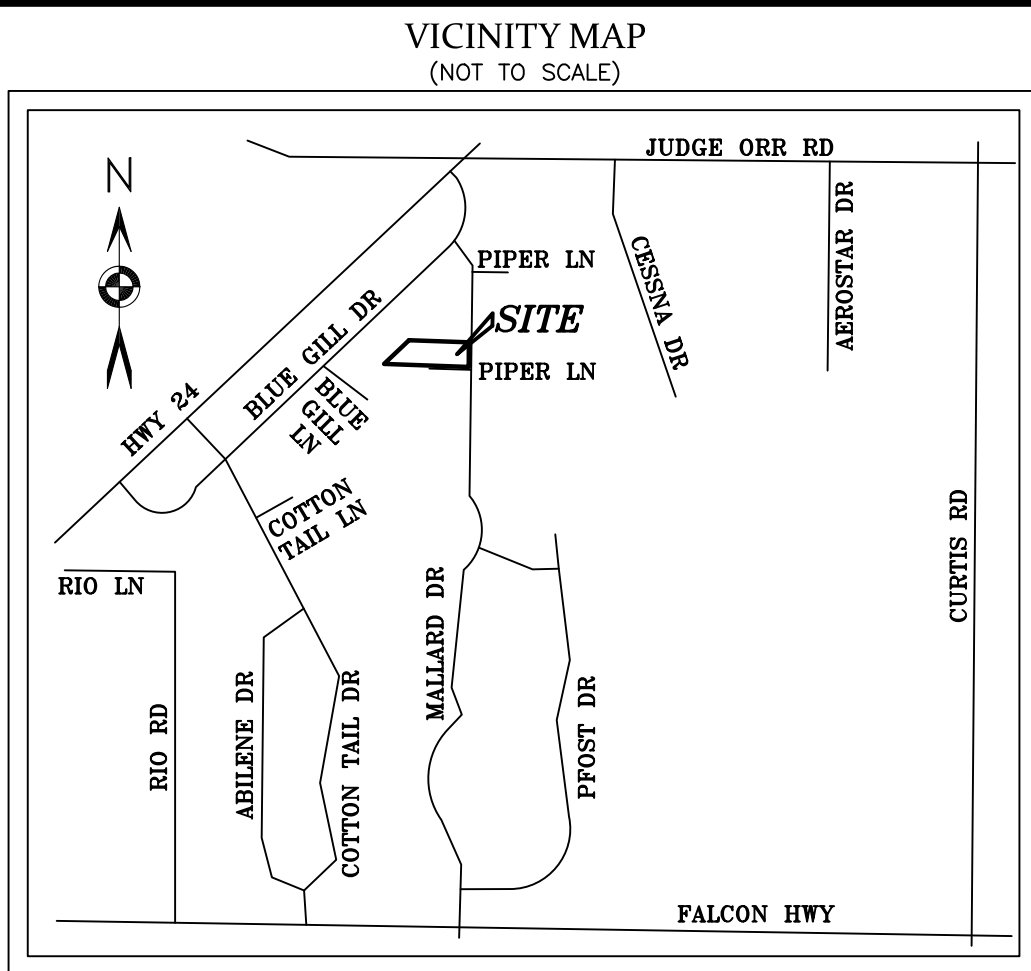 VICINITY MAP
(NOT TO SCALE)
JUDGE ORR RD
N
AEROSTAR DR
PIPER LN
CESSNA DR
SITE
BLUE GILL DR
PIPER LN
HWY 24
BLUE
GILL
LN
COTTON
TAIL LN
CURTIS RD
RIO LN
MALLARD DR
ABILENE DR
COTTON TAIL DR
PFOST DR
RIO RD
FALCON HWY